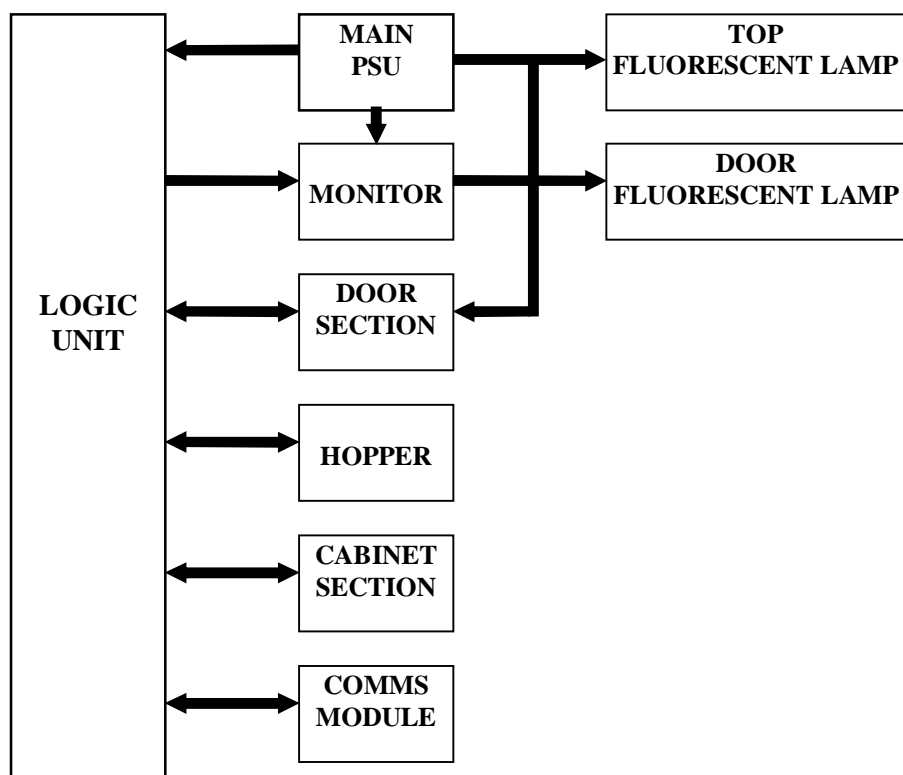 MAIN
PSU
TOP
FLUORESCENT LAMP
MONITOR
DOOR
FLUORESCENT LAMP
LOGIC
UNIT
DOOR
SECTION
HOPPER
CABINET
SECTION
COMMS
MODULE